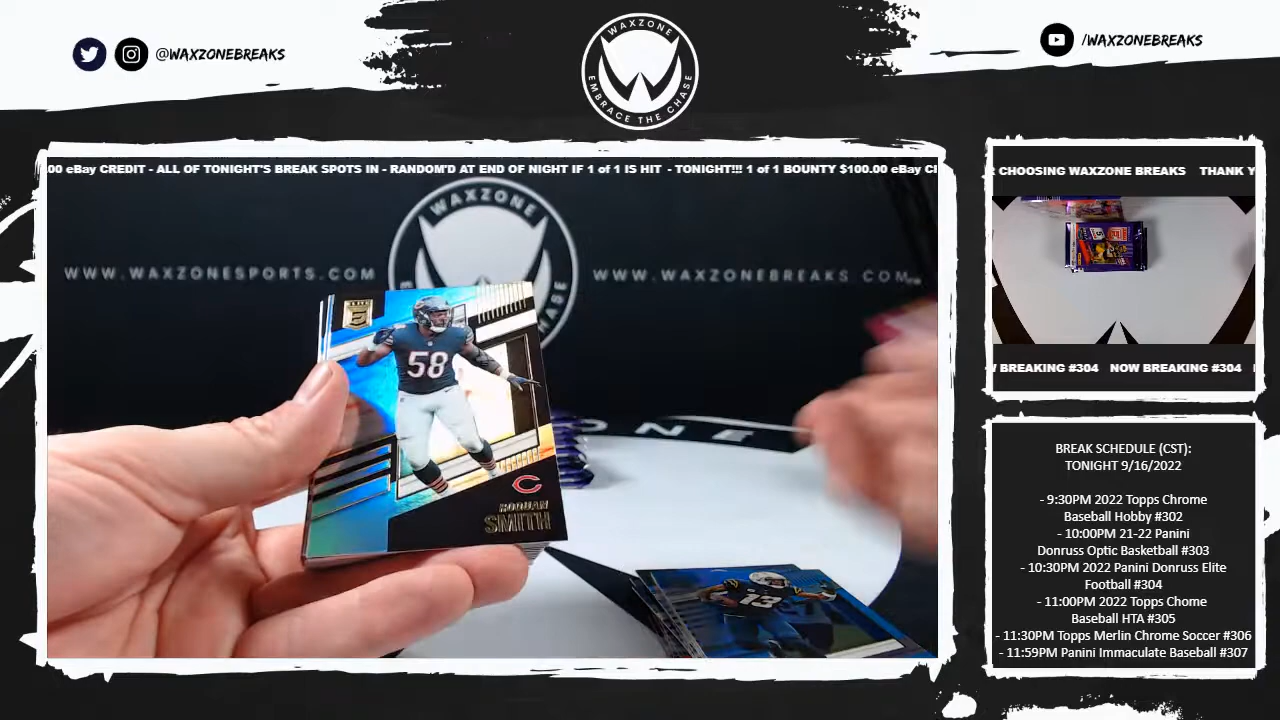 @WAXZONEBREAKS
WAXZONE
EMBRACE THE CHASE
/WAXZONEBREAKS
.00 eBay CREDIT - ALL OF TONIGHT'S BREAK SPOTS IN - RANDOM'D AT END OF NIGHT IF 1 of 1 IS HIT - TONIGHT!!! 1 of 1 BOUNTY $100.00 eBay
WAXZONE
WWW.WAXZONESPORTS.COM
WWW.WAXZONEBREAKS.COM
58
ROQUAN
SMITH
13
CHOOSING WAXZONE BREAKS THANK Y
BREAKING #304 NOW BREAKING #304
BREAK SCHEDULE (CST):
TONIGHT 9/16/2022
- 9:30PM 2022 Topps Chrome
Baseball Hobby #302
- 10:00PM 21-22 Panini
Donruss Optic Basketball #303
- 10:30PM 2022 Panini Donruss Elite
Football #304
- 11:00PM 2022 Topps Chome
Baseball HTA #305
- 11:30PM Topps Merlin Chrome Soccer #306
- 11:59PM Panini Immaculate Baseball #307